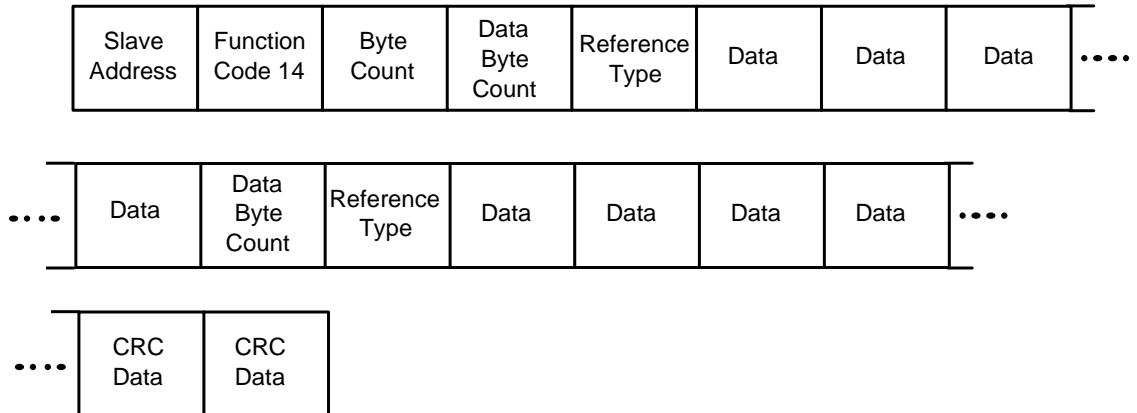 Slave
Address
Function
Code 14
Byte
Count
Data
Byte
Count
Reference
Type
Data
Data
Data
Data
Data
Byte
Count
Reference
Type
Data
Data
Data
Data
CRC
Data
CRC
Data